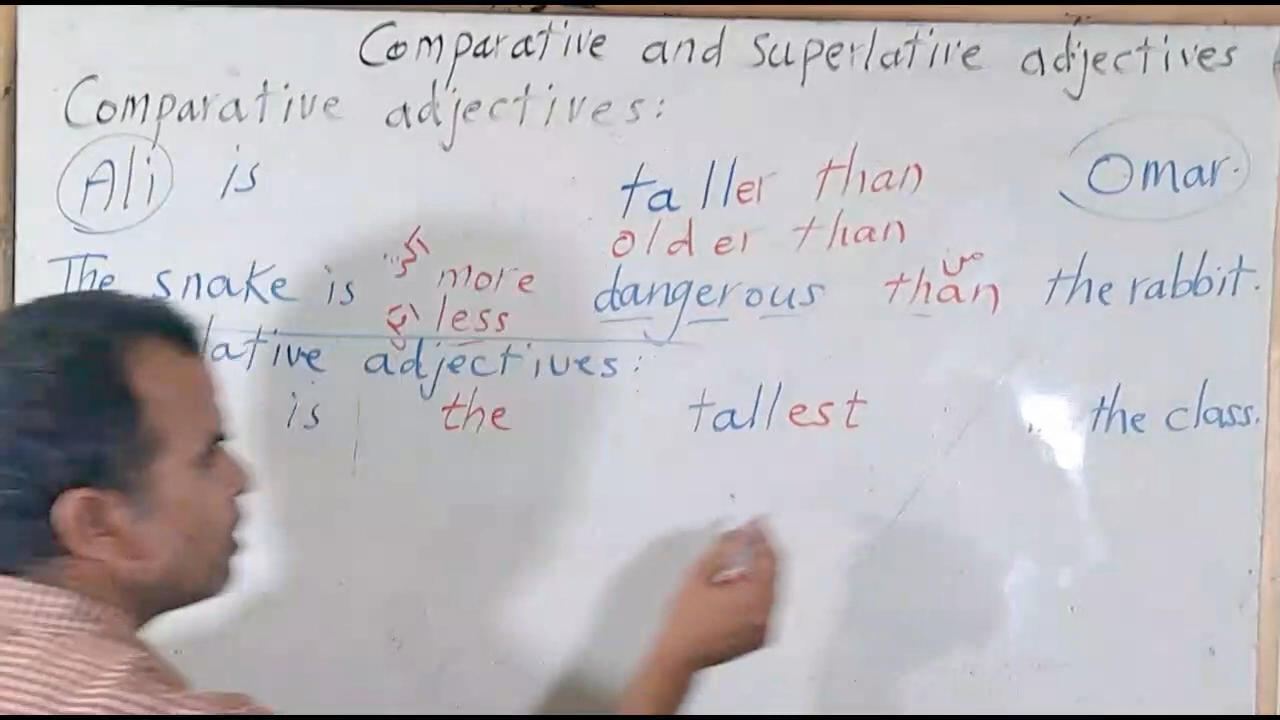 Comparative and superlative adjectives
Comparative adjectives:
Ali is taller than Omar.
older than
The snake is more dangerous than the rabbit.
less
lative adjectives:
is the tallest the class.